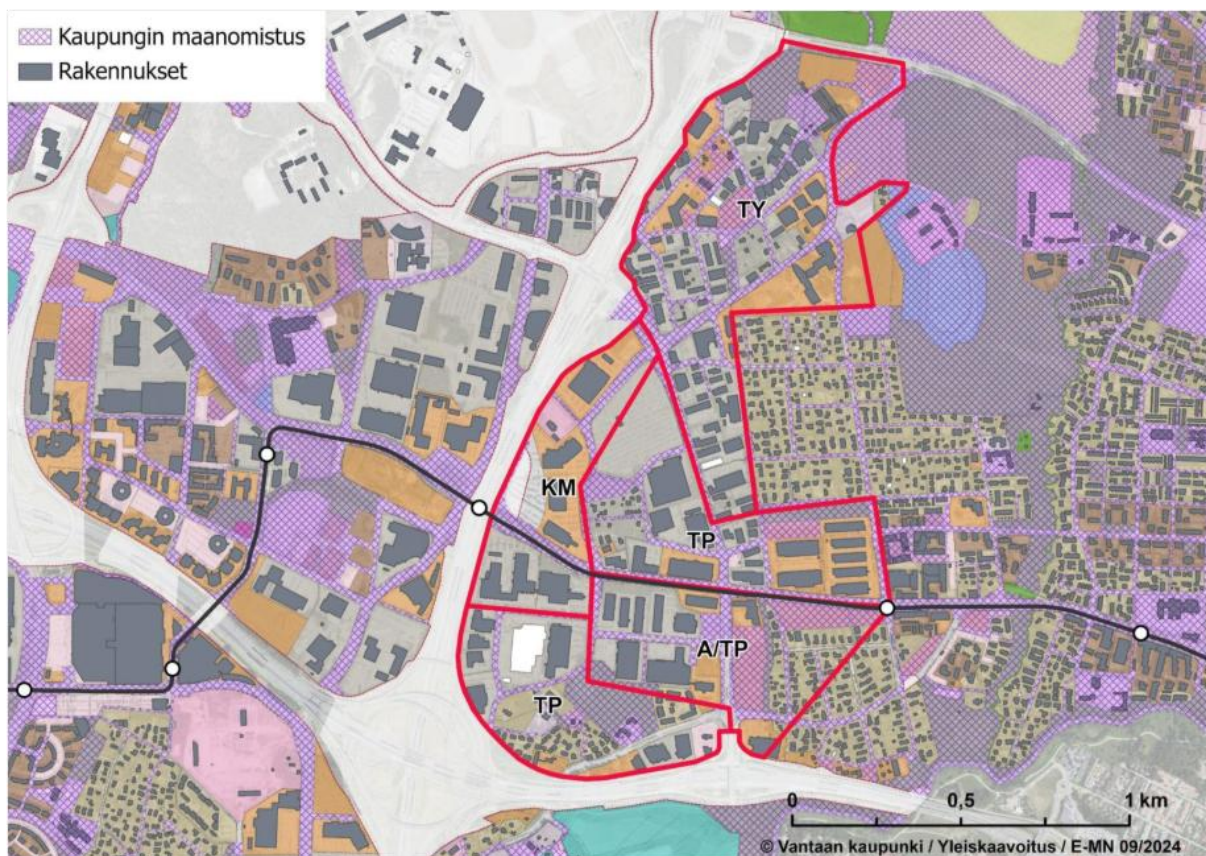 Kaupungin maanomistus
Rakennukset
TY
KM
TP
A/TP
TP
0 0,5 1 km
© Vantaan kaupunki / Yleiskaavoitus / E-MN 09/2024